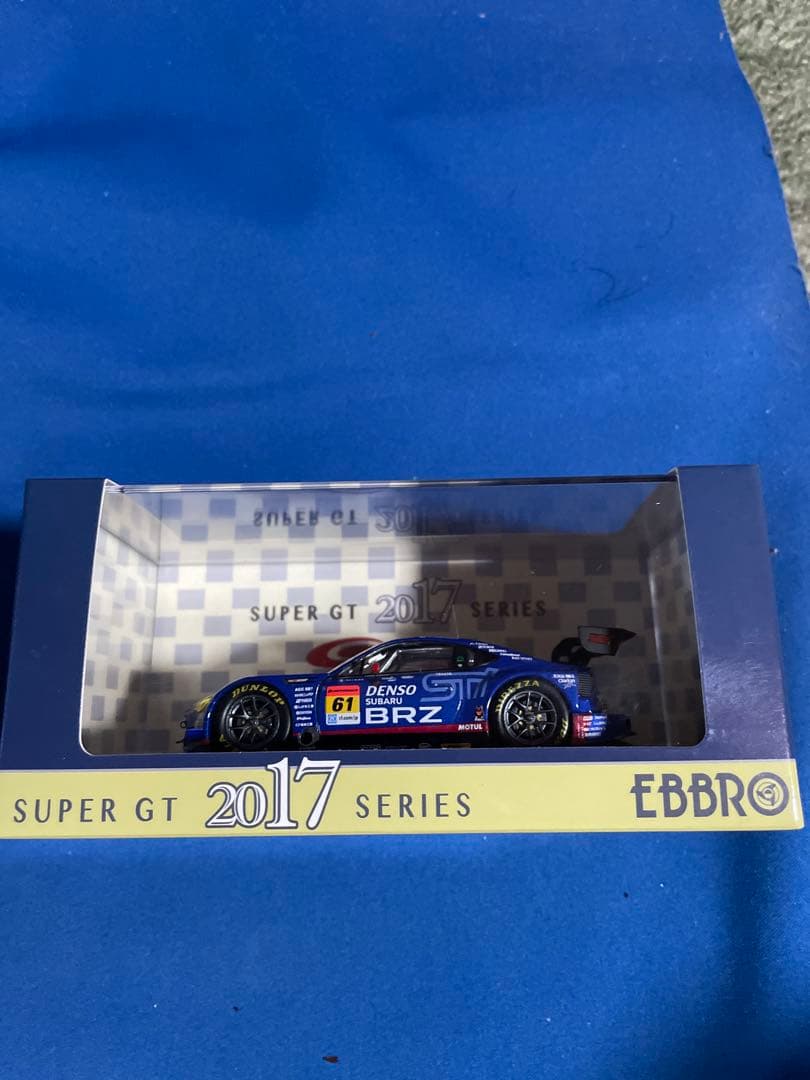 SUPER GT 2017
SUPER GT 2017 SERIES
DUNLOP
61
DENSO
SUBARU
BRZ
STI
MOTUL
SUPER GT 2017 SERIES
EBBRO